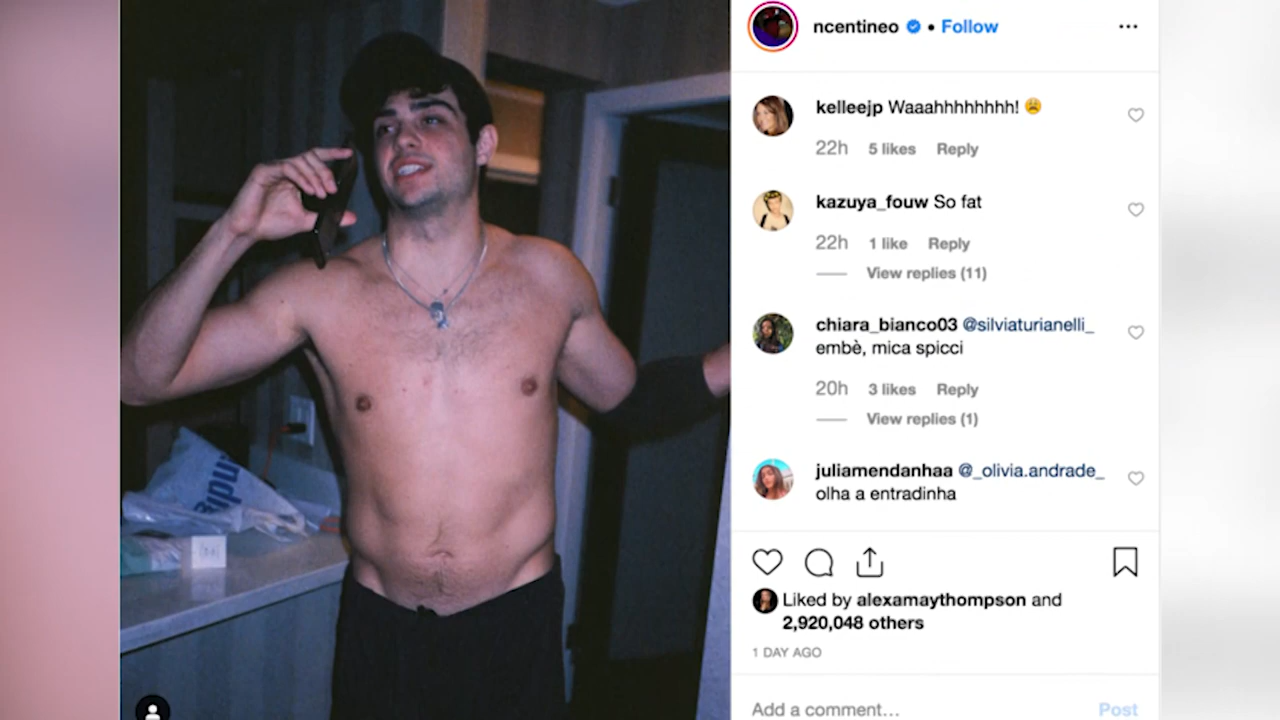 ncentineo • Follow
kelleejp Waaahhhhhhhh! 😩
22h 5 likes Reply
kazuya_fouw So fat
22h 1 like Reply
View replies (11)
chiara_bianco03 @silviaturianelli_
embè, mica spicci
20h 3 likes Reply
View replies (1)
juliamendanhaa @_olivia.andrade_
olha a entradinha
Liked by alexamaythompson and
2,920,048 others
1 DAY AGO
Add a comment... Post